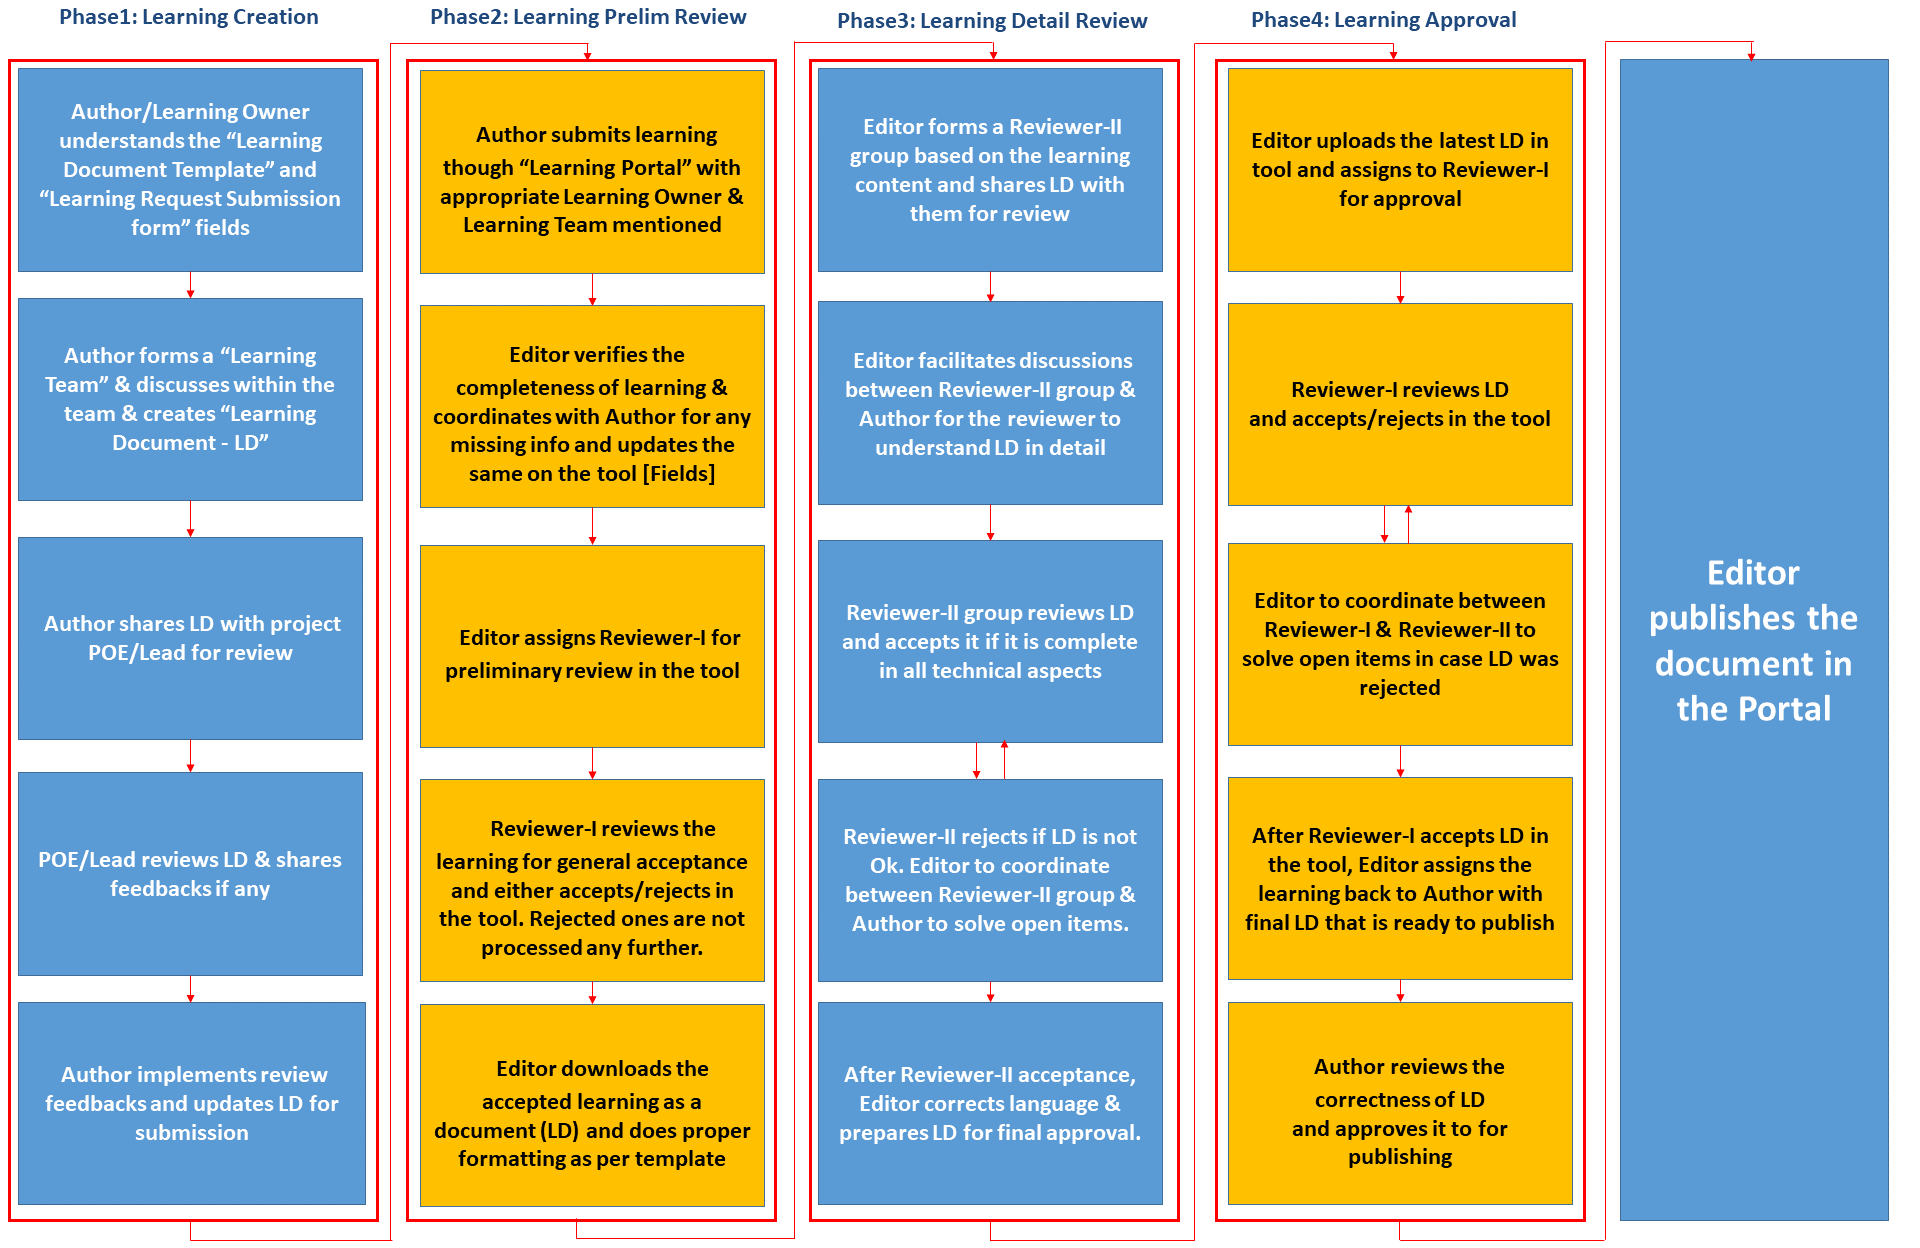 Phase1: Learning Creation
Author/Learning Owner
understands the “Learning
Document Template” and
“Learning Request Submission
form” fields
Author forms a “Learning
Team” & discusses within the
team & creates “Learning
Document - LD”
Author shares LD with project
POE/Lead for review
POE/Lead reviews LD & shares
feedbacks if any
Author implements review
feedbacks and updates LD for
submission
Phase2: Learning Prelim Review
Author submits learning
though “Learning Portal” with
appropriate Learning Owner &
Learning Team mentioned
Editor verifies the
completeness of learning &
coordinates with Author for any
missing info and updates the
same on the tool [Fields]
Editor assigns Reviewer-I for
preliminary review in the tool
Reviewer-I reviews the
learning for general acceptance
and either accepts/rejects in
the tool. Rejected ones are not
processed any further.
Editor downloads the
accepted learning as a
document (LD) and does proper
formatting as per template
Phase3: Learning Detail Review
Editor forms a Reviewer-II
group based on the learning
content and shares LD with
them for review
Editor facilitates discussions
between Reviewer-II group &
Author for the reviewer to
understand LD in detail
Reviewer-II group reviews LD
and accepts it if it is complete
in all technical aspects
Reviewer-II rejects if LD is not
Ok. Editor to coordinate
between Reviewer-II group &
Author to solve open items.
After Reviewer-II acceptance,
Editor corrects language &
prepares LD for final approval.
Phase4: Learning Approval
Editor uploads the latest LD in
tool and assigns to Reviewer-I
for approval
Reviewer-I reviews LD
and accepts/rejects in the tool
Editor to coordinate between
Reviewer-I & Reviewer-II to
solve open items in case LD was
rejected
After Reviewer-I accepts LD in
the tool, Editor assigns the
learning back to Author with
final LD that is ready to publish
Author reviews the
correctness of LD
and approves it to for
publishing
Editor
publishes the
document in
the Portal